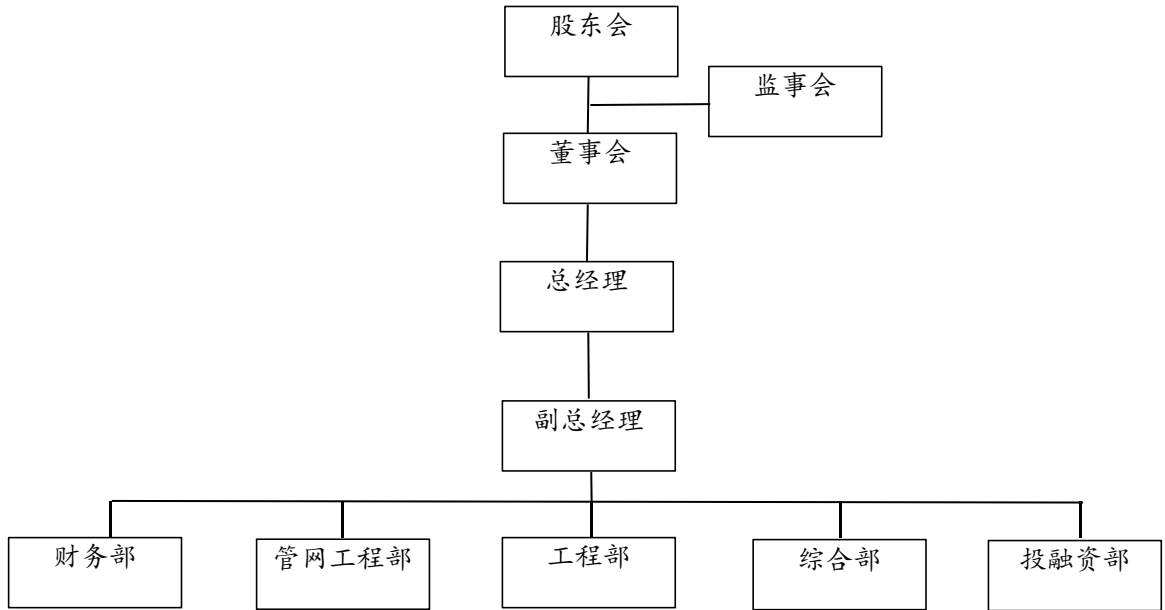 股东会
监事会
董事会
总经理
副总经理
财务部
管网工程部
工程部
综合部
投融资部